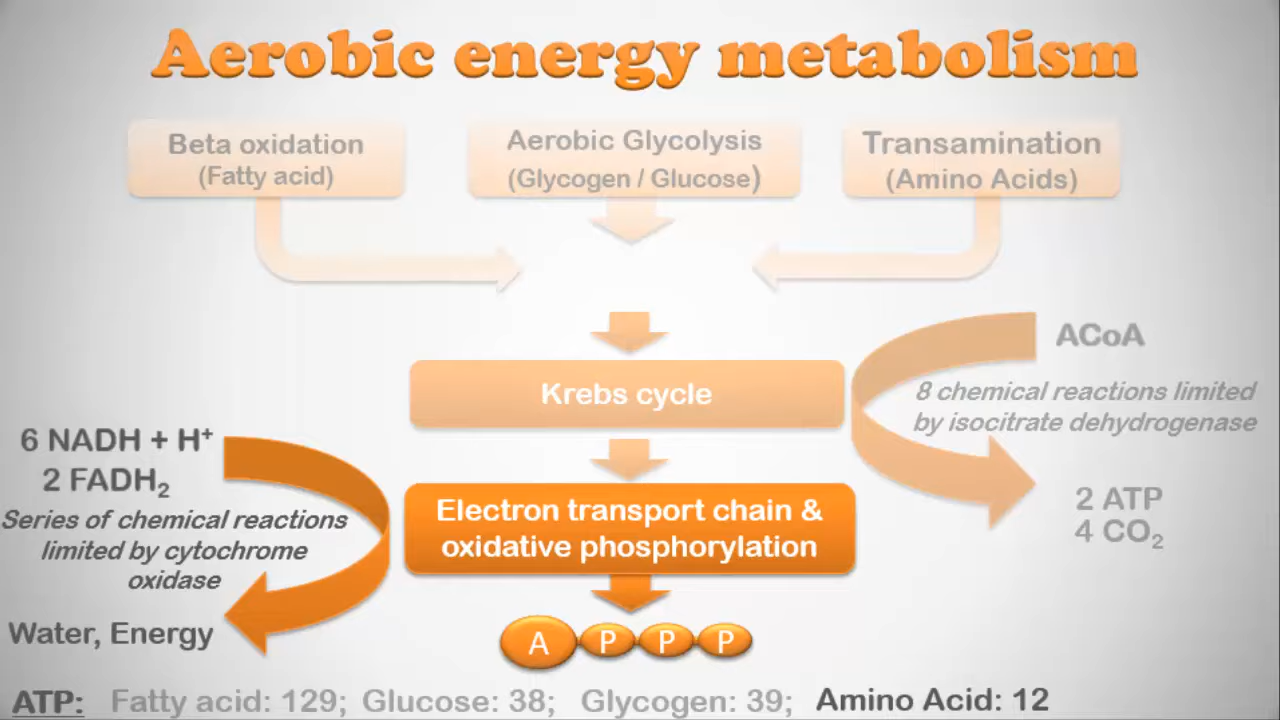 Aerobic energy metabolism
Beta oxidation
(Fatty acid)
Aerobic Glycolysis
(Glycogen / Glucose)
Transamination
(Amino Acids)
Krebs cycle
ACoA
8 chemical reactions limited
by isocitrate dehydrogenase
2 ATP
4 CO₂
6 NADH + H⁺
2 FADH₂
Series of chemical reactions
limited by cytochrome
oxidase
Water, Energy
Electron transport chain &
oxidative phosphorylation
A P P P
ATP: Fatty acid: 129; Glucose: 38; Glycogen: 39; Amino Acid: 12